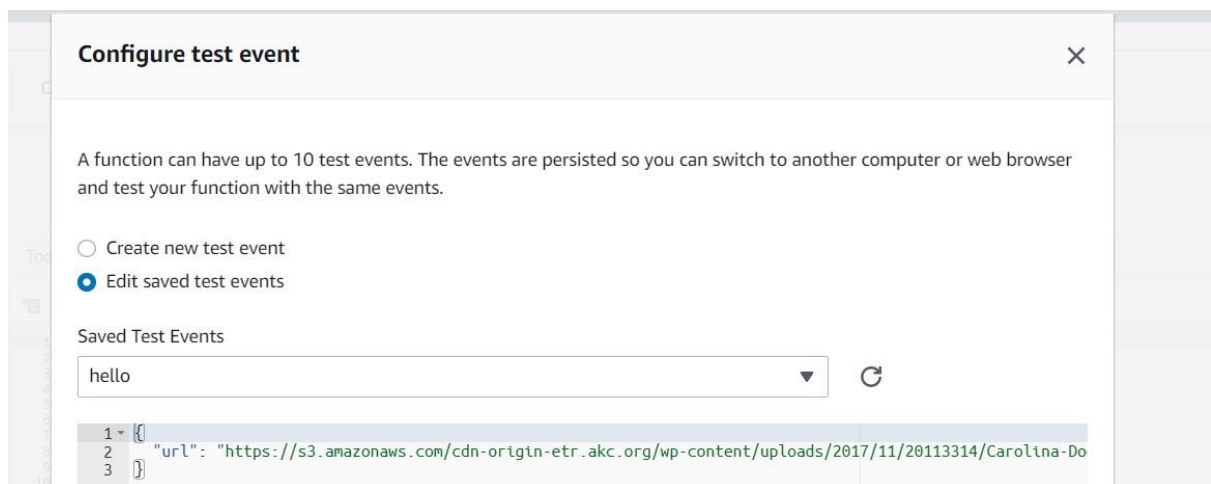 Configure test event
A function can have up to 10 test events. The events are persisted so you can switch to another computer or web browser
and test your function with the same events.
Create new test event
Edit saved test events
Saved Test Events
hello
1 {
2 "url": "https://s3.amazonaws.com/cdn-origin-etr.akc.org/wp-content/uploads/2017/11/20113314/Carolina-Do
3 }